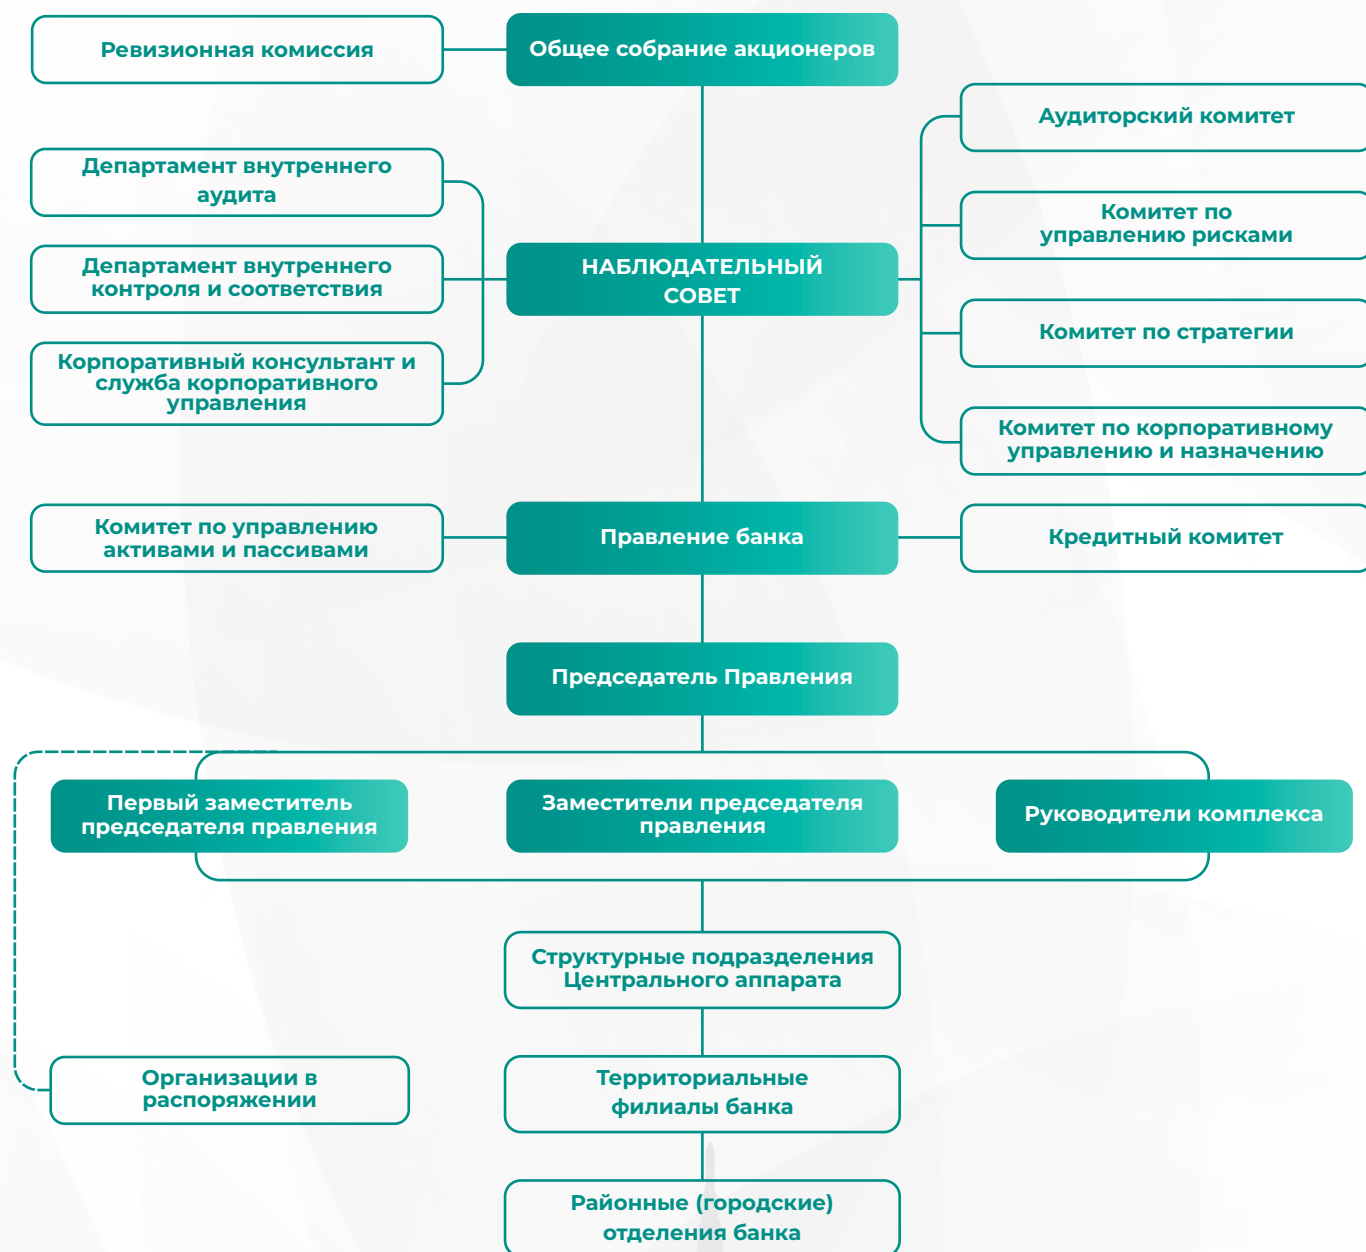 Ревизионная комиссия
Общее собрание акционеров
Аудиторский комитет
Департамент внутреннего
аудита
Комитет по
управлению рисками
Департамент внутреннего
контроля и соответствия
НАБЛЮДАТЕЛЬНЫЙ
СОВЕТ
Комитет по стратегии
Корпоративный консультант и
служба корпоративного
управления
Комитет по корпоративному
управлению и назначению
Комитет по управлению
активами и пассивами
Правление банка
Кредитный комитет
Председатель Правления
Первый заместитель
председателя правления
Заместители председателя
правления
Руководители комплекса
Структурные подразделения
Центрального аппарата
Организации в
распоряжении
Территориальные
филиалы банка
Районные (городские)
отделения банка